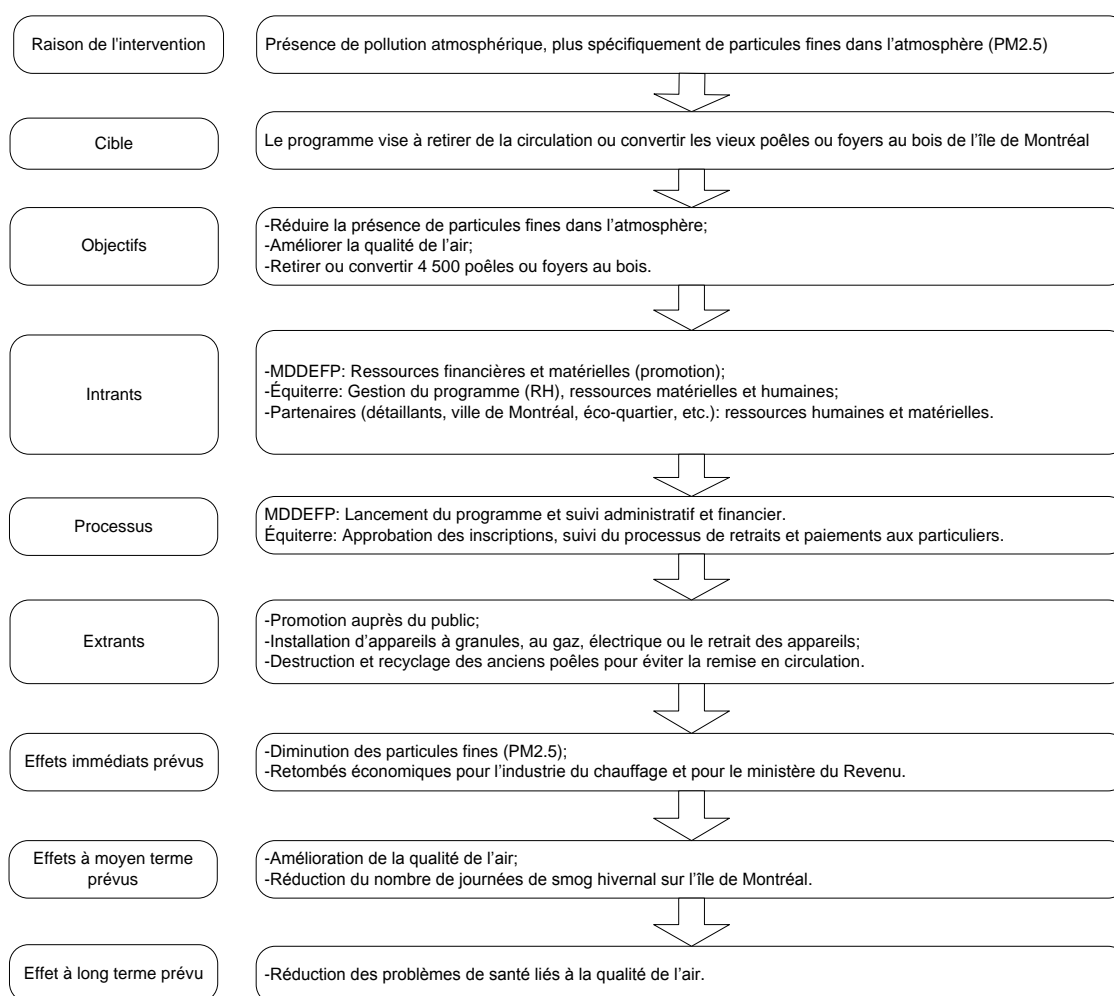 Raison de l'intervention
Présence de pollution atmosphérique, plus spécifiquement de particules fines dans l’atmosphère (PM2.5)
Cible
Le programme vise à retirer de la circulation ou convertir les vieux poêles ou foyers au bois de l’île de Montréal
Objectifs
-Réduire la présence de particules fines dans l’atmosphère;
-Améliorer la qualité de l’air;
-Retirer ou convertir 4 500 poêles ou foyers au bois.
Intrants
-MDDEFP: Ressources financières et matérielles (promotion);
-Équiterre: Gestion du programme (RH), ressources matérielles et humaines;
-Partenaires (détaillants, ville de Montréal, éco-quartier, etc.): ressources humaines et matérielles.
Processus
MDDEFP: Lancement du programme et suivi administratif et financier.
Équiterre: Approbation des inscriptions, suivi du processus de retraits et paiements aux particuliers.
Extrants
-Promotion auprès du public;
-Installation d’appareils à granules, au gaz, électrique ou le retrait des appareils;
-Destruction et recyclage des anciens poêles pour éviter la remise en circulation.
Effets immédiats prévus
-Diminution des particules fines (PM2.5);
-Retombés économiques pour l’industrie du chauffage et pour le ministère du Revenu.
Effets à moyen terme
prévus
-Amélioration de la qualité de l’air;
-Réduction du nombre de journées de smog hivernal sur l’île de Montréal.
Effet à long terme prévu
-Réduction des problèmes de santé liés à la qualité de l’air.